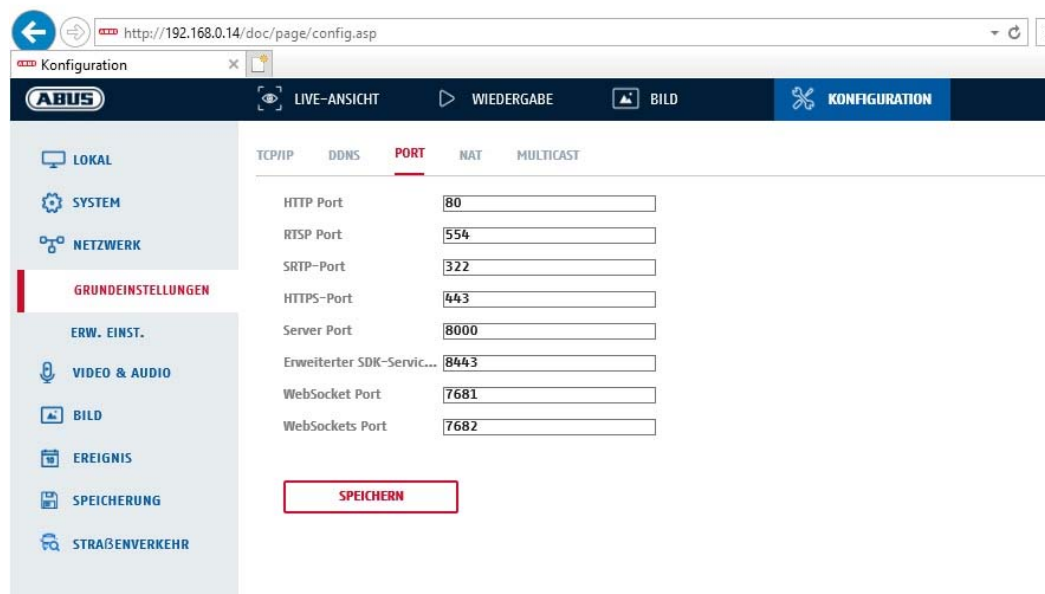 http://192.168.0.14/doc/page/config.asp
Konfiguration
ABUS
LIVE-ANSICHT
WIEDERGABE
BILD
KONFIGURATION
LOKAL
SYSTEM
NETZWERK
GRUNDEINSTELLUNGEN
ERW. EINST.
VIDEO & AUDIO
BILD
EREIGNIS
SPEICHERUNG
STRAßENVERKEHR
TCP/IP DDNS PORT NAT MULTICAST
HTTP Port 80
RTSP Port 554
SRTP-Port 322
HTTPS-Port 443
Server Port 8000
Erweiterter SDK-Servic... 8443
WebSocket Port 7681
WebSockets Port 7682
SPEICHERN